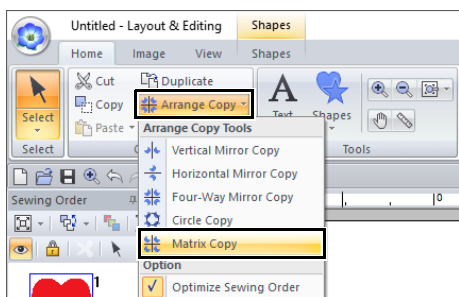 Untitled - Layout & Editing Shapes
Home Image View Shapes
Cut Duplicate
Copy Arrange Copy
Select Paste Text Shapes
Select Tools
Arrange Copy Tools
Vertical Mirror Copy
Horizontal Mirror Copy
Four-Way Mirror Copy
Circle Copy
Matrix Copy
Option
Optimize Sewing Order
Sewing Order
0
1